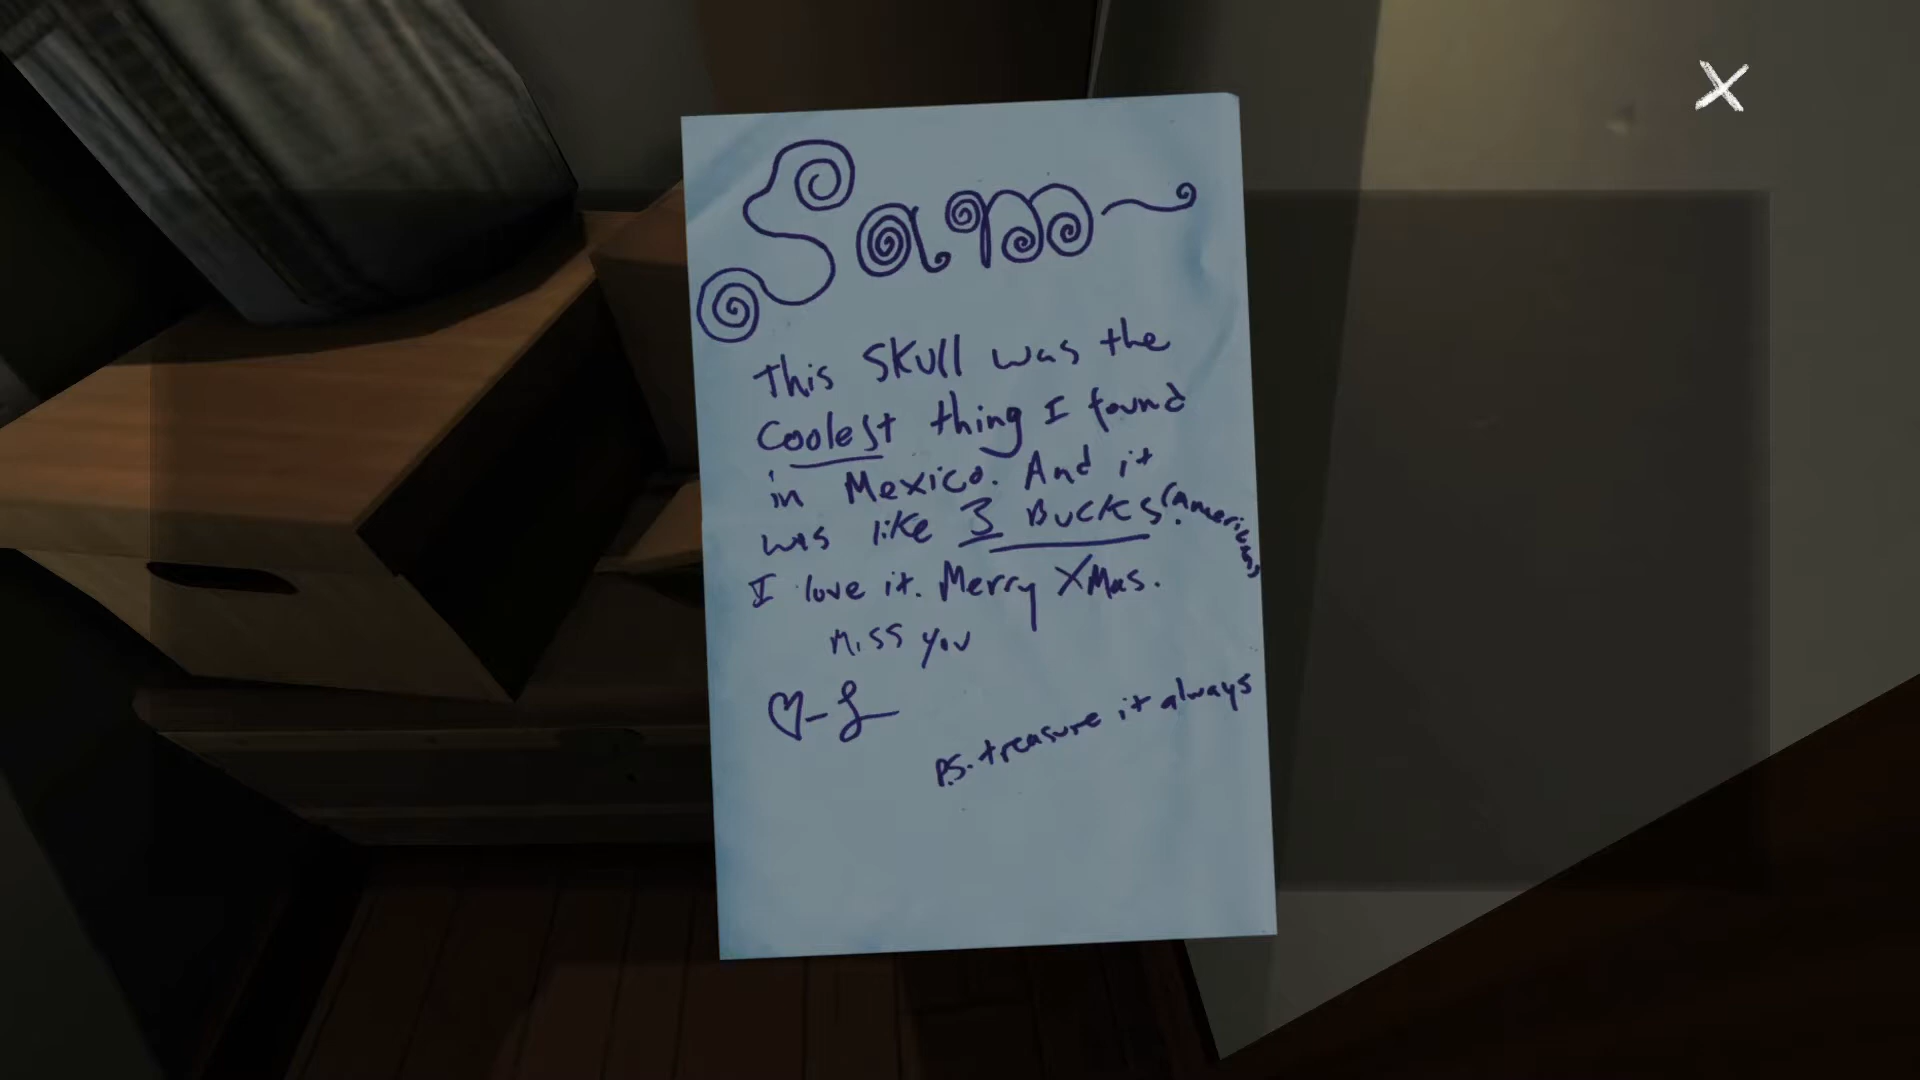 Sam~
This Skull was the
Coolest thing I found
in Mexico. And it
was like 3 Bucks. (American)
I love it. Merry XMas.
Miss you
♡-L
P.S. treasure it always